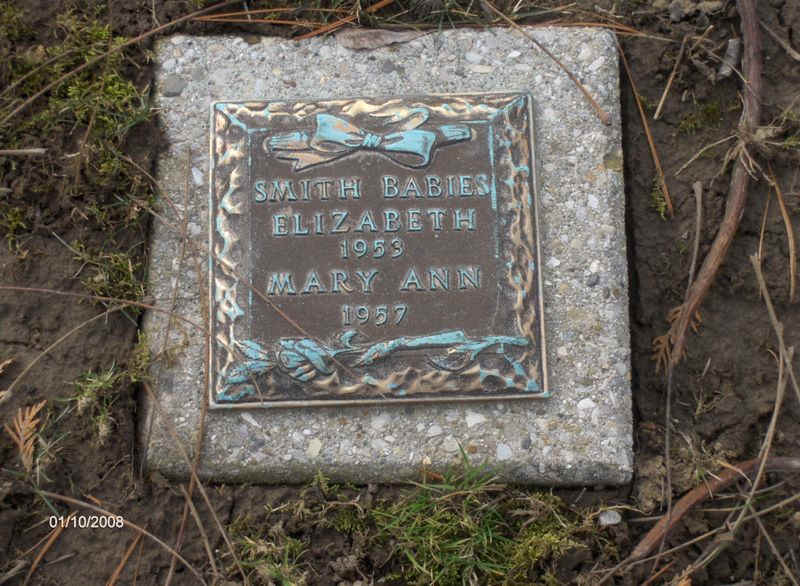 SMITH BABIES
ELIZABETH
1953
MARY ANN
1957
01/10/2008